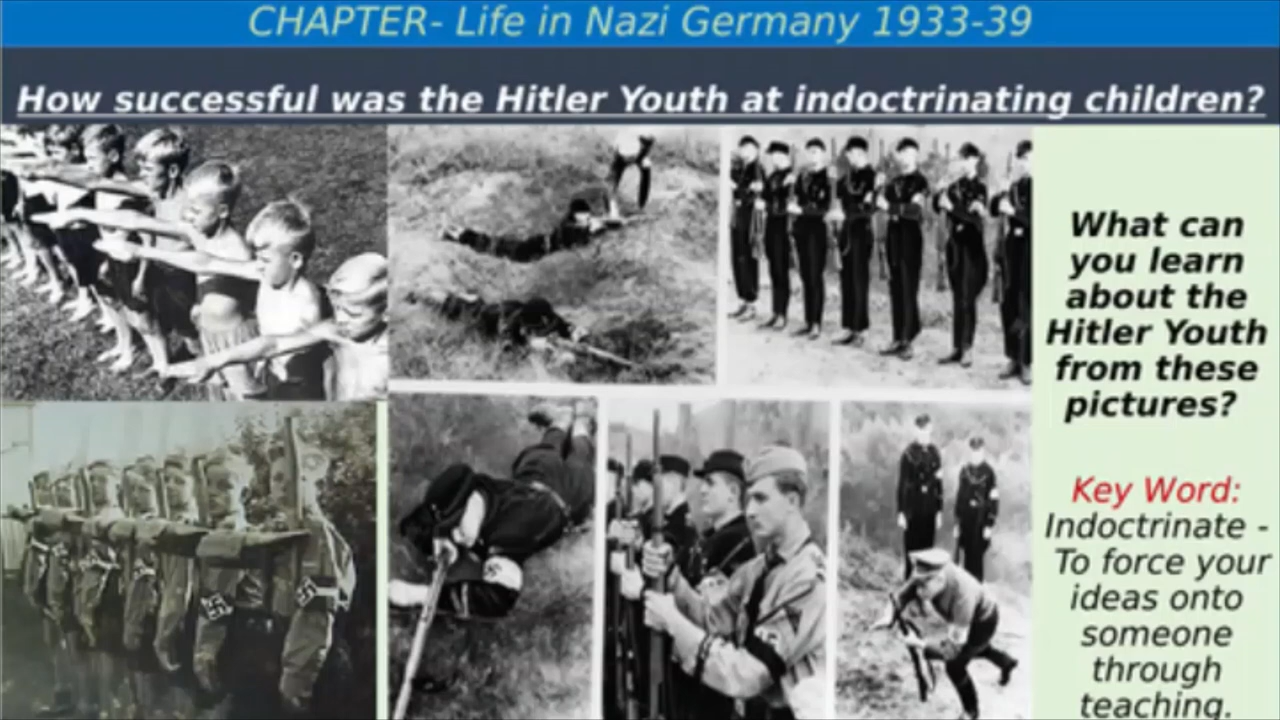 CHAPTER- Life in Nazi Germany 1933-39
How successful was the Hitler Youth at indoctrinating children?
What can
you learn
about the
Hitler Youth
from these
pictures?
Key Word:
Indoctrinate -
To force your
ideas onto
someone
through
teaching.